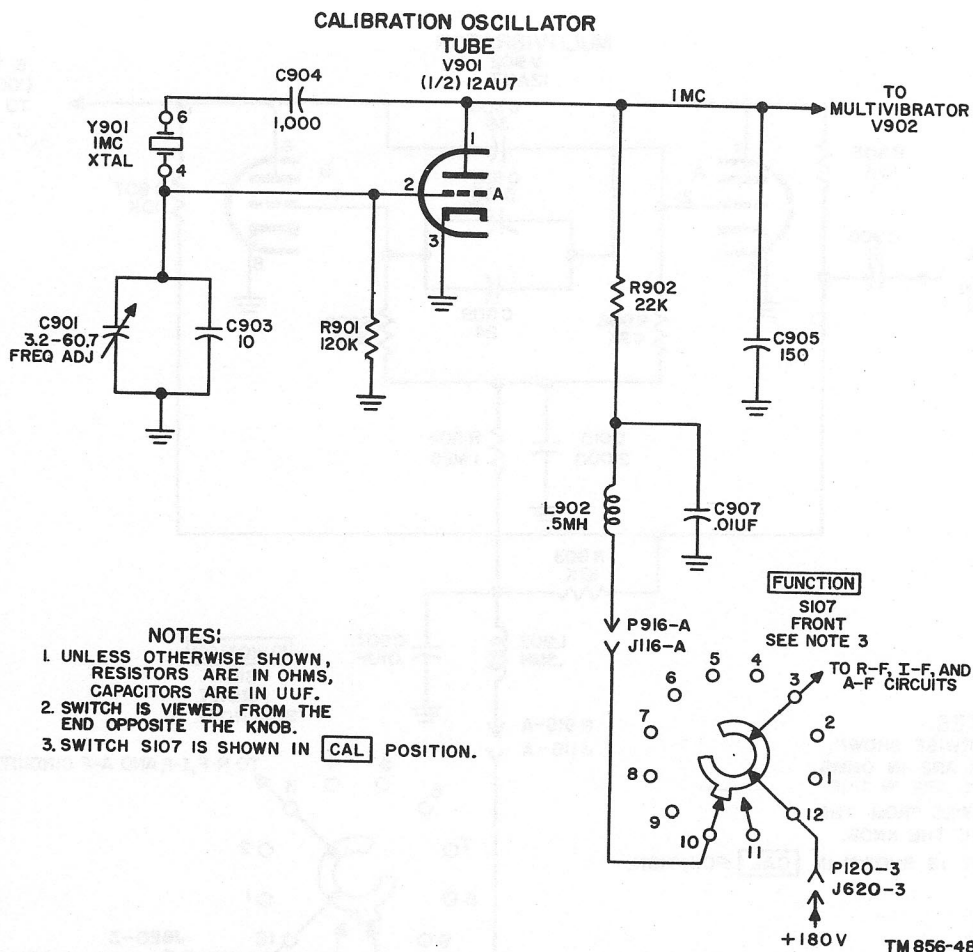 CALIBRATION OSCILLATOR
TUBE
V901
(1/2) 12AU7
C904
1,000
6
Y901
1MC
XTAL
4
1
2
A
3
1MC
TO
MULTIVIBRATOR
V902
C901
3.2-60.7
FREQ ADJ
C903
10
R901
120K
R902
22K
C905
150
L902
.5MH
C907
.01UF
P916-A
J116-A
FUNCTION
S107
FRONT
SEE NOTE 3
TO R-F, I-F, AND
A-F CIRCUITS
5
4
6
3
7
2
8
1
9
12
10
11
P120-3
J620-3
+180V
NOTES:
1. UNLESS OTHERWISE SHOWN,
RESISTORS ARE IN OHMS,
CAPACITORS ARE IN UUF.
2. SWITCH IS VIEWED FROM THE
END OPPOSITE THE KNOB.
3. SWITCH S107 IS SHOWN IN CAL POSITION.
TM 856-48